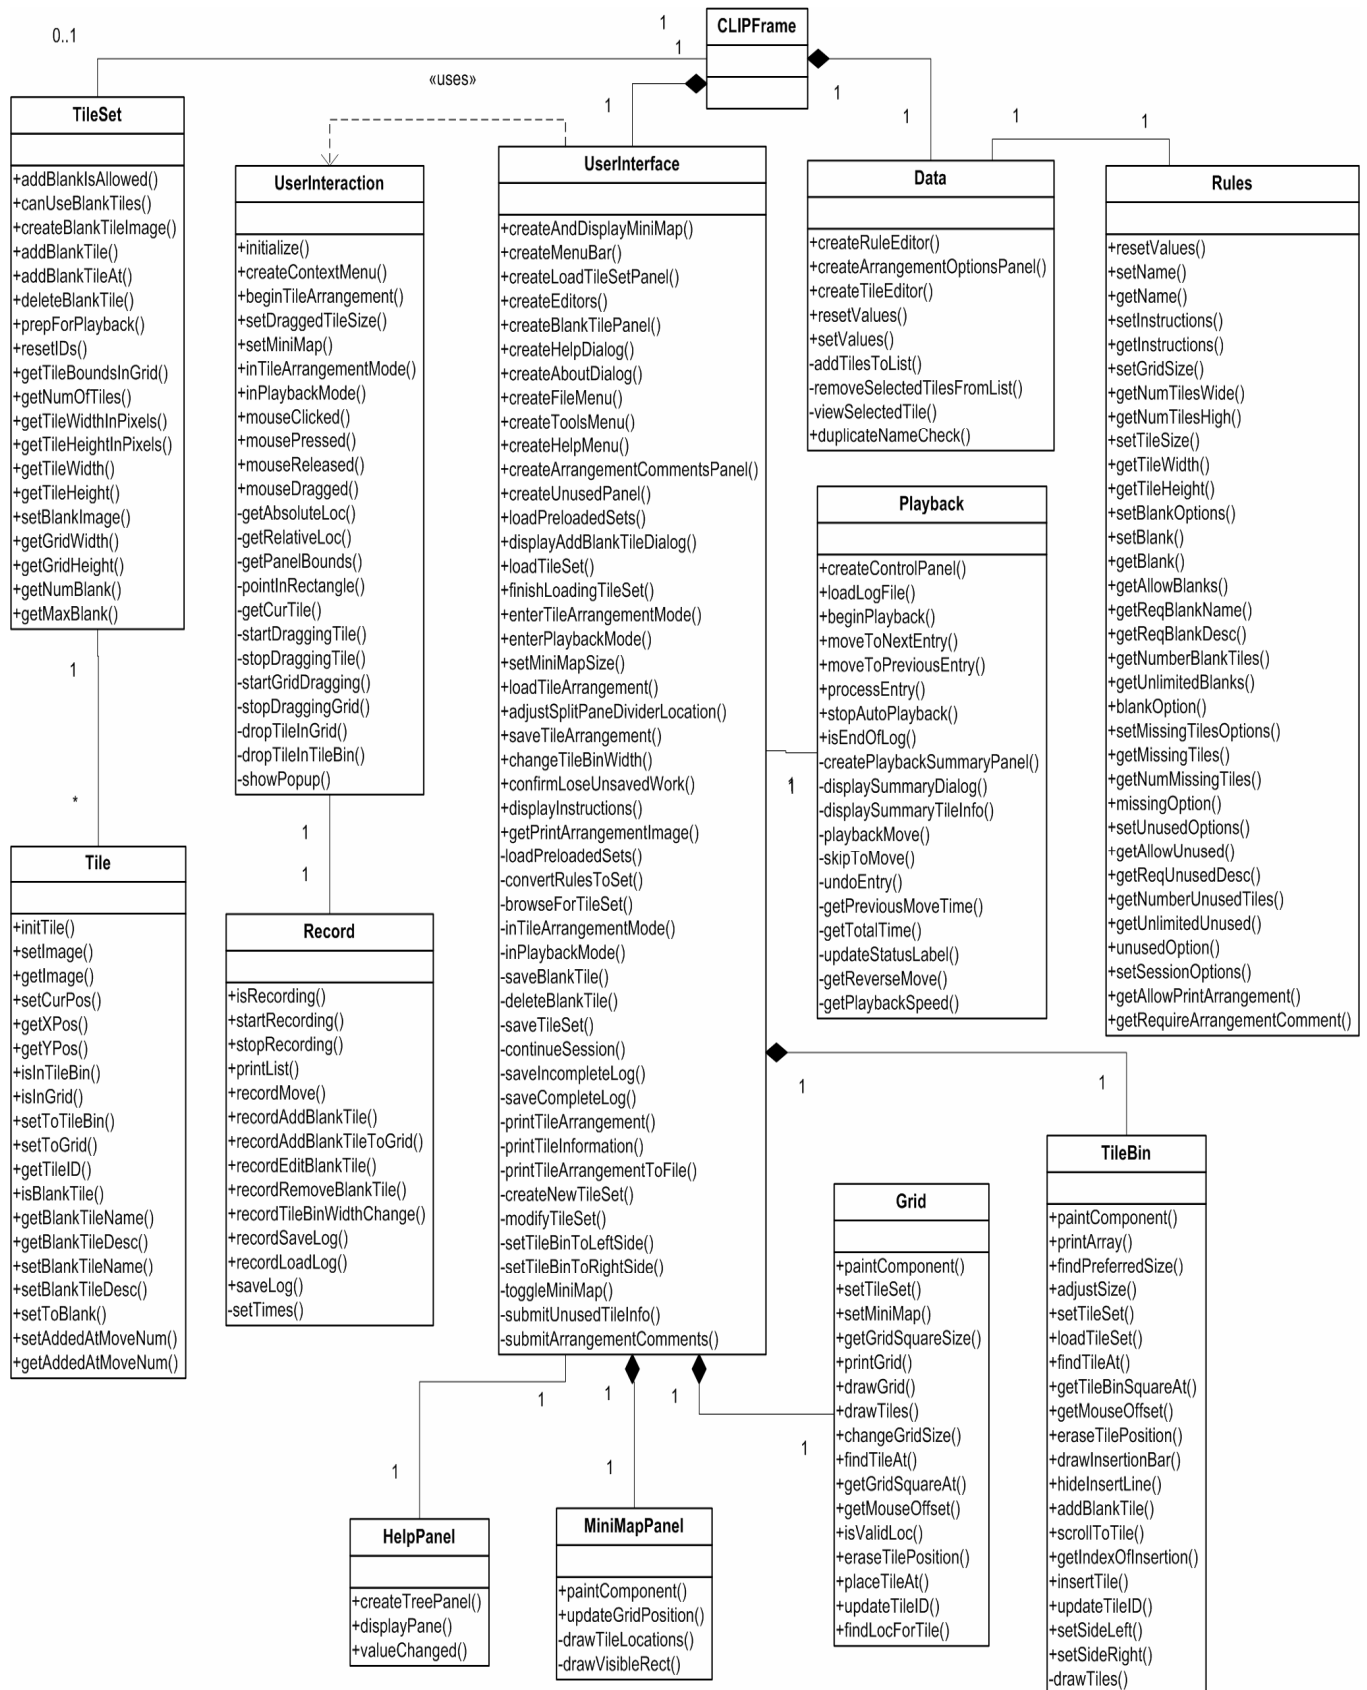 CLIPFrame
0..1
1
1
«uses»
1
1
1
1
1
TileSet
+addBlankIsAllowed()
+canUseBlankTiles()
+createBlankTileImage()
+addBlankTile()
+addBlankTileAt()
+deleteBlankTile()
+prepForPlayback()
+resetIDs()
+getTileBoundsInGrid()
+getNumOfTiles()
+getTileWidthInPixels()
+getTileHeightInPixels()
+getTileWidth()
+getTileHeight()
+setBlankImage()
+getGridWidth()
+getGridHeight()
+getNumBlank()
+getMaxBlank()
1
*
Tile
+initTile()
+setImage()
+getImage()
+setCurPos()
+getXPos()
+getYPos()
+isInTileBin()
+isInGrid()
+setToTileBin()
+setToGrid()
+getTileID()
+isBlankTile()
+getBlankTileName()
+getBlankTileDesc()
+setBlankTileName()
+setBlankTileDesc()
+setToBlank()
+setAddedAtMoveNum()
+getAddedAtMoveNum()
UserInteraction
+initialize()
+createContextMenu()
+beginTileArrangement()
+setDraggedTileSize()
+setMiniMap()
+inTileArrangementMode()
+inPlaybackMode()
+mouseClicked()
+mousePressed()
+mouseReleased()
+mouseDragged()
-getAbsoluteLoc()
-getRelativeLoc()
-getPanelBounds()
-pointInRectangle()
-getCurTile()
-startDraggingTile()
-stopDraggingTile()
-startGridDragging()
-stopDraggingGrid()
-dropTileInGrid()
-dropTileInTileBin()
-showPopup()
1
1
Record
+isRecording()
+startRecording()
+stopRecording()
+printList()
+recordMove()
+recordAddBlankTile()
+recordAddBlankTileToGrid()
+recordEditBlankTile()
+recordRemoveBlankTile()
+recordTileBinWidthChange()
+recordSaveLog()
+recordLoadLog()
+saveLog()
-setTimes()
UserInterface
+createAndDisplayMiniMap()
+createMenuBar()
+createLoadTileSetPanel()
+createEditors()
+createBlankTilePanel()
+createHelpDialog()
+createAboutDialog()
+createFileMenu()
+createToolsMenu()
+createHelpMenu()
+createArrangementCommentsPanel()
+createUnusedPanel()
+loadPreloadedSets()
+displayAddBlankTileDialog()
+loadTileSet()
+finishLoadingTileSet()
+enterTileArrangementMode()
+enterPlaybackMode()
+setMiniMapSize()
+loadTileArrangement()
+adjustSplitPaneDividerLocation()
+saveTileArrangement()
+changeTileBinWidth()
+confirmLoseUnsavedWork()
+displayInstructions()
+getPrintArrangementImage()
-loadPreloadedSets()
-convertRulesToSet()
-browseForTileSet()
-inTileArrangementMode()
-inPlaybackMode()
-saveBlankTile()
-deleteBlankTile()
-saveTileSet()
-continueSession()
-saveIncompleteLog()
-saveCompleteLog()
-printTileArrangement()
-printTileInformation()
-printTileArrangementToFile()
-createNewTileSet()
-modifyTileSet()
-setTileBinToLeftSide()
-setTileBinToRightSide()
-toggleMiniMap()
-submitUnusedTileInfo()
-submitArrangementComments()
Data
+createRuleEditor()
+createArrangementOptionsPanel()
+createTileEditor()
+resetValues()
+setValues()
-addTilesToList()
-removeSelectedTilesFromList()
-viewSelectedTile()
+duplicateNameCheck()
Playback
+createControlPanel()
+loadLogFile()
+beginPlayback()
+moveToNextEntry()
+moveToPreviousEntry()
+processEntry()
+stopAutoPlayback()
+isEndOfLog()
-createPlaybackSummaryPanel()
-displaySummaryDialog()
-displaySummaryTileInfo()
-playbackMove()
-skipToMove()
-undoEntry()
-getPreviousMoveTime()
-getTotalTime()
-updateStatusLabel()
-getReverseMove()
-getPlaybackSpeed()
1
Rules
+resetValues()
+setName()
+getName()
+setInstructions()
+getInstructions()
+setGridSize()
+getNumTilesWide()
+getNumTilesHigh()
+setTileSize()
+getTileWidth()
+getTileHeight()
+setBlankOptions()
+setBlank()
+getBlank()
+getAllowBlanks()
+getReqBlankName()
+getReqBlankDesc()
+getNumberBlankTiles()
+getUnlimitedBlanks()
+blankOption()
+setMissingTilesOptions()
+getMissingTiles()
+getNumMissingTiles()
+missingOption()
+setUnusedOptions()
+getAllowUnused()
+getReqUnusedDesc()
+getNumberUnusedTiles()
+getUnlimitedUnused()
+unusedOption()
+setSessionOptions()
+getAllowPrintArrangement()
+getRequireArrangementComment()
1
1
TileBin
+paintComponent()
+printArray()
+findPreferredSize()
+adjustSize()
+setTileSet()
+loadTileSet()
+findTileAt()
+getTileBinSquareAt()
+getMouseOffset()
+eraseTilePosition()
+drawInsertionBar()
+hideInsertLine()
+addBlankTile()
+scrollToTile()
+getIndexOfInsertion()
+insertTile()
+updateTileID()
+setSideLeft()
+setSideRight()
-drawTiles()
Grid
+paintComponent()
+setTileSet()
+setMiniMap()
+getGridSquareSize()
+printGrid()
+drawGrid()
+drawTiles()
+changeGridSize()
+findTileAt()
+getGridSquareAt()
+getMouseOffset()
+isValidLoc()
+eraseTilePosition()
+placeTileAt()
+updateTileID()
+findLocForTile()
1
1
1
1
1
1
HelpPanel
+createTreePanel()
+displayPane()
+valueChanged()
MiniMapPanel
+paintComponent()
+updateGridPosition()
-drawTileLocations()
-drawVisibleRect()